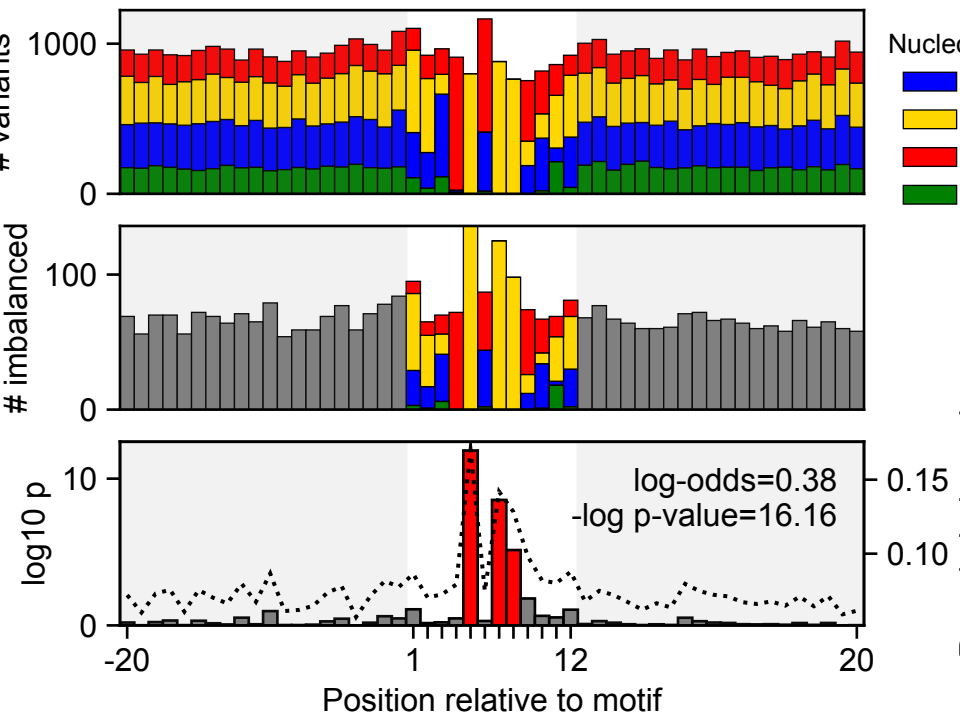 # variants
1000
0
Nucleo
# imbalanced
100
0
log10 p
10
0
log-odds=0.38
-log p-value=16.16
0.15
0.10
-20
1
12
20
Position relative to motif